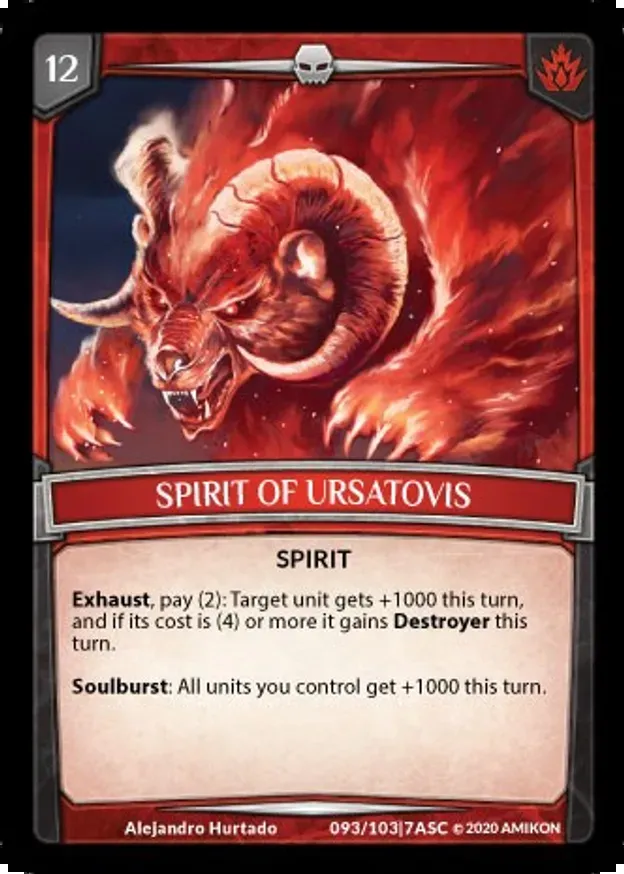 12
SPIRIT OF URSATOVIS
SPIRIT
Exhaust, pay (2): Target unit gets +1000 this turn,
and if its cost is (4) or more it gains Destroyer this
turn.
Soulburst: All units you control get +1000 this turn.
Alejandro Hurtado 093/103|7ASC © 2020 AMIKON